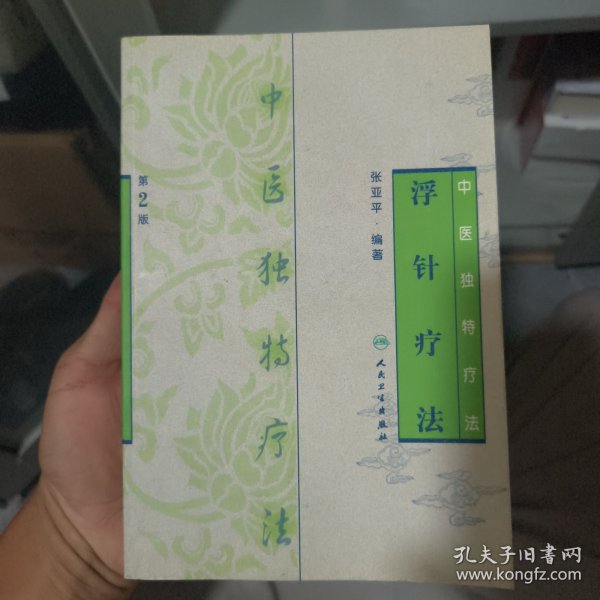 中医独特疗法
浮针疗法
张亚平·编著
人民卫生出版社
中医独特疗法
第2版
孔夫子旧书网
www.kongfz.com